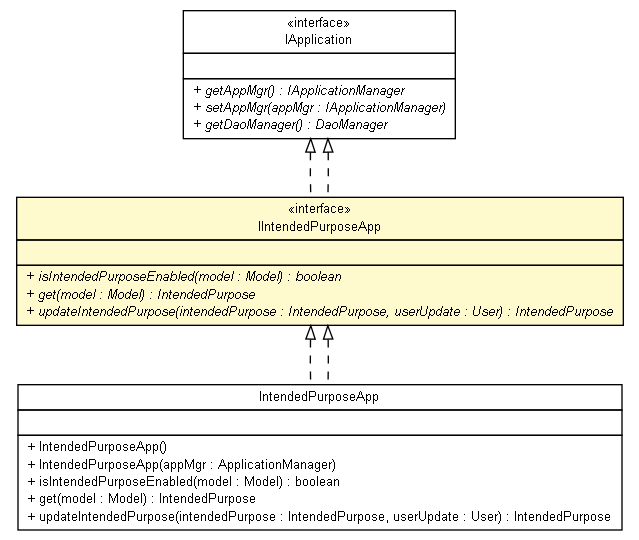 «interface»
IApplication
+ getAppMgr() : IApplicationManager
+ setAppMgr(appMgr : IApplicationManager)
+ getDaoManager() : DaoManager
«interface»
IIntendedPurposeApp
+ isIntendedPurposeEnabled(model : Model) : boolean
+ get(model : Model) : IntendedPurpose
+ updateIntendedPurpose(intendedPurpose : IntendedPurpose, userUpdate : User) : IntendedPurpose
IntendedPurposeApp
+ IntendedPurposeApp()
+ IntendedPurposeApp(appMgr : ApplicationManager)
+ isIntendedPurposeEnabled(model : Model) : boolean
+ get(model : Model) : IntendedPurpose
+ updateIntendedPurpose(intendedPurpose : IntendedPurpose, userUpdate : User) : IntendedPurpose